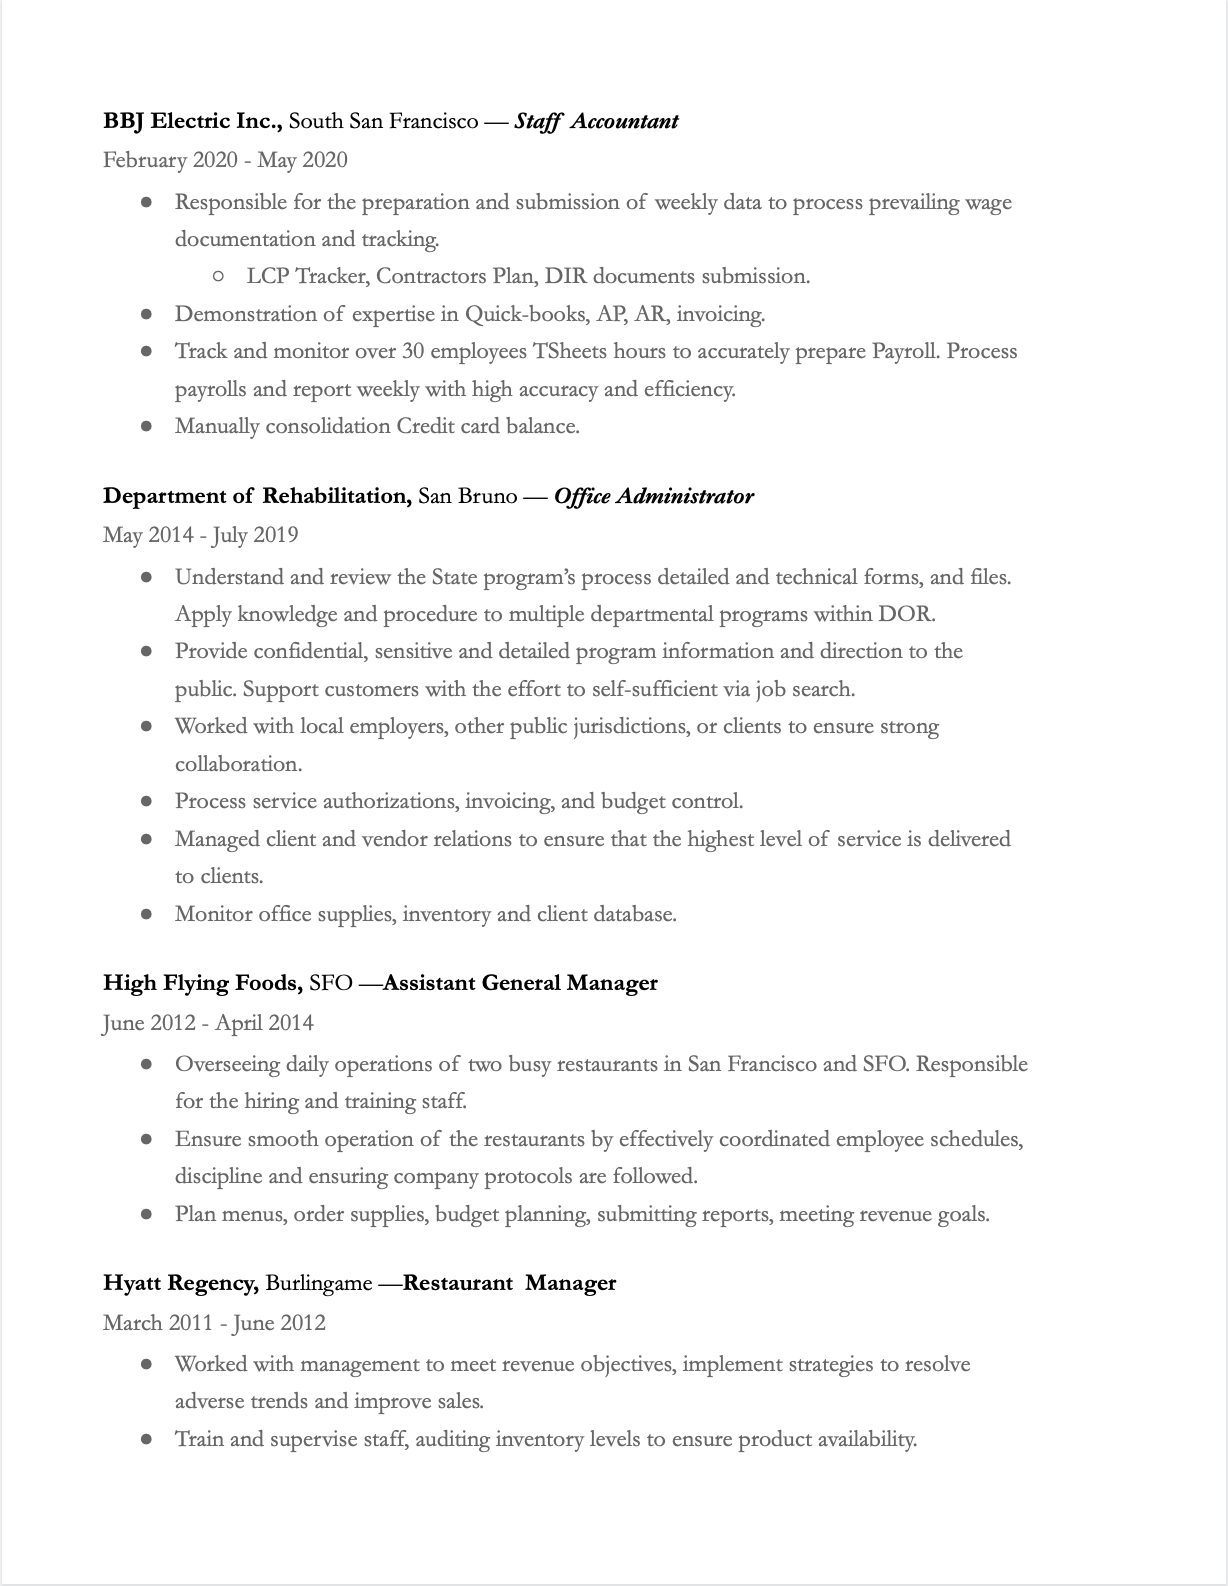 BBJ Electric Inc., South San Francisco — Staff Accountant
February 2020 - May 2020
● Responsible for the preparation and submission of weekly data to process prevailing wage
documentation and tracking.
○ LCP Tracker, Contractors Plan, DIR documents submission.
● Demonstration of expertise in Quick-books, AP, AR, invoicing.
● Track and monitor over 30 employees TSheets hours to accurately prepare Payroll. Process
payrolls and report weekly with high accuracy and efficiency.
● Manually consolidation Credit card balance.
Department of Rehabilitation, San Bruno — Office Administrator
May 2014 - July 2019
● Understand and review the State program’s process detailed and technical forms, and files.
Apply knowledge and procedure to multiple departmental programs within DOR.
● Provide confidential, sensitive and detailed program information and direction to the
public. Support customers with the effort to self-sufficient via job search.
● Worked with local employers, other public jurisdictions, or clients to ensure strong
collaboration.
● Process service authorizations, invoicing, and budget control.
● Managed client and vendor relations to ensure that the highest level of service is delivered
to clients.
● Monitor office supplies, inventory and client database.
High Flying Foods, SFO —Assistant General Manager
June 2012 - April 2014
● Overseeing daily operations of two busy restaurants in San Francisco and SFO. Responsible
for the hiring and training staff.
● Ensure smooth operation of the restaurants by effectively coordinated employee schedules,
discipline and ensuring company protocols are followed.
● Plan menus, order supplies, budget planning, submitting reports, meeting revenue goals.
Hyatt Regency, Burlingame —Restaurant  Manager
March 2011 - June 2012
● Worked with management to meet revenue objectives, implement strategies to resolve
adverse trends and improve sales.
● Train and supervise staff, auditing inventory levels to ensure product availability.